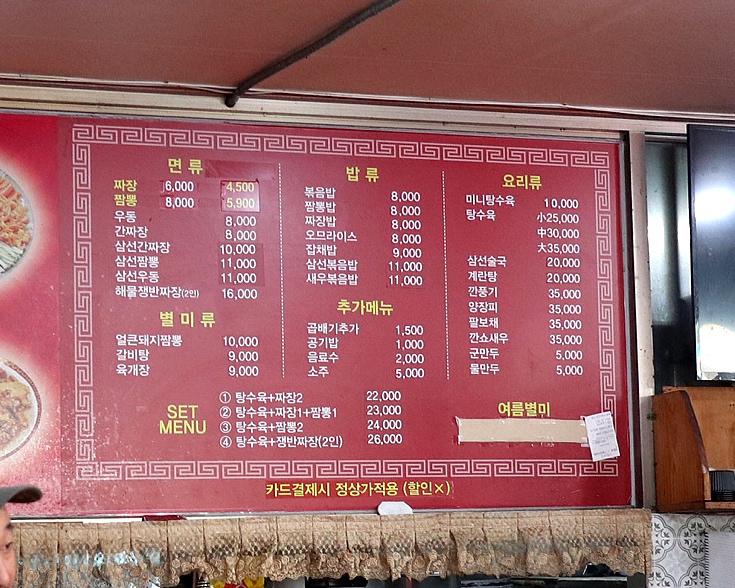 면 류
짜장 6,000 4,500
짬뽕 8,000 5,900
우동 8,000
간짜장 8,000
삼선간짜장 10,000
삼선짬뽕 11,000
삼선우동 11,000
해물쟁반짜장(2인) 16,000
별 미 류
얼큰돼지짬뽕 10,000
갈비탕 9,000
육개장 9,000
밥 류
볶음밥 8,000
짬뽕밥 8,000
짜장밥 8,000
오므라이스 8,000
잡채밥 9,000
삼선볶음밥 11,000
새우볶음밥 11,000
추가메뉴
곱배기추가 1,500
공기밥 1,000
음료수 2,000
소주 5,000
요리류
미니탕수육 10,000
탕수육 小25,000
中30,000
大35,000
삼선술국 20,000
계란탕 20,000
깐풍기 35,000
양장피 35,000
팔보채 35,000
깐쇼새우 35,000
군만두 5,000
물만두 5,000
SET
MENU
① 탕수육+짜장2 22,000
② 탕수육+짜장1+짬뽕1 23,000
③ 탕수육+짬뽕2 24,000
④ 탕수육+쟁반짜장(2인) 26,000
여름별미
카드결제시 정상가적용 (할인×)